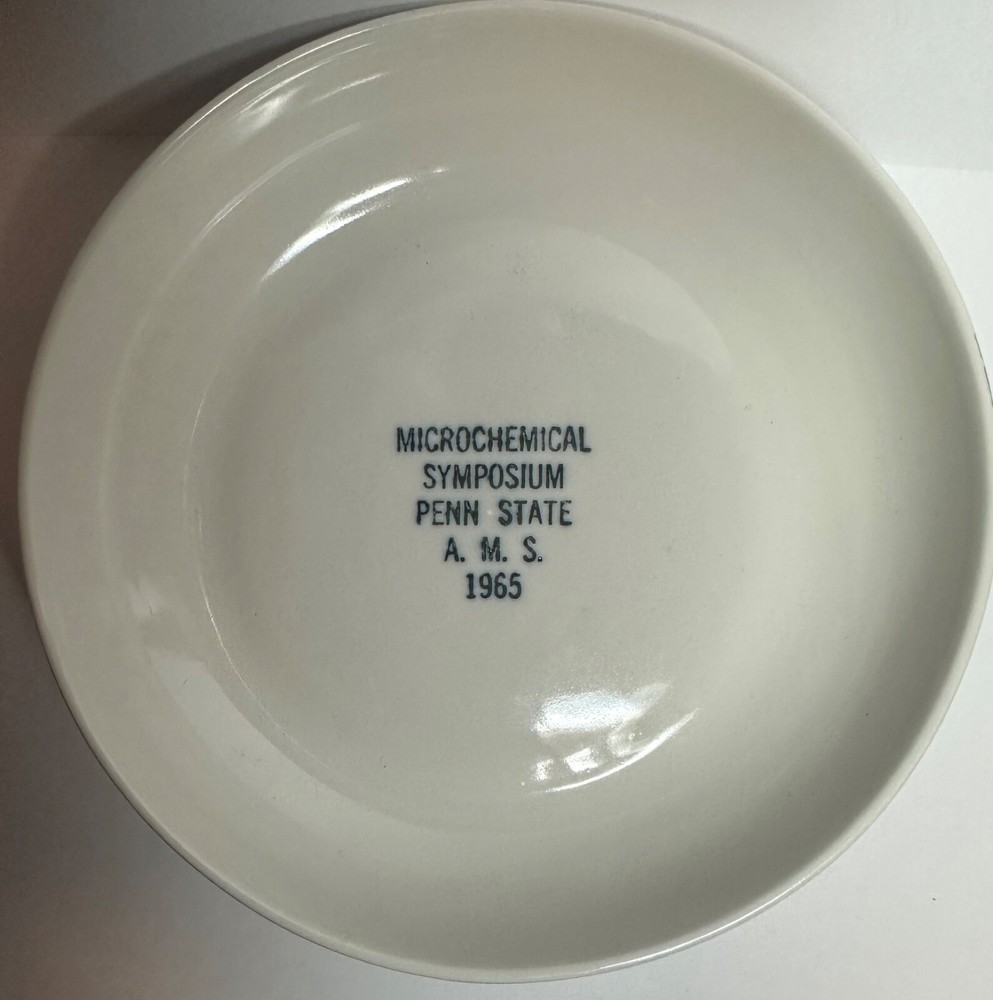 MICROCHEMICAL
SYMPOSIUM
PENN STATE
A. M. S.
1965